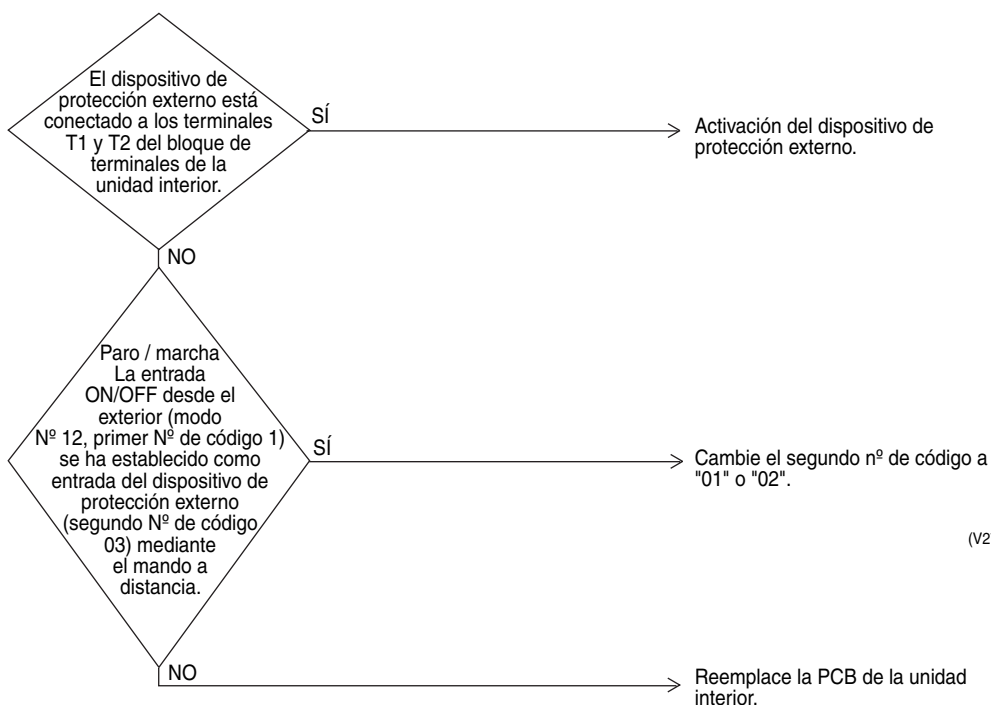 El dispositivo de
protección externo está
conectado a los terminales
T1 y T2 del bloque de
terminales de la
unidad interior.
SÍ
Activación del dispositivo de
protección externo.
NO
Paro / marcha
La entrada
ON/OFF desde el
exterior (modo
Nº 12, primer Nº de código 1)
se ha establecido como
entrada del dispositivo de
protección externo
(segundo Nº de código
03) mediante
el mando a
distancia.
SÍ
Cambie el segundo nº de código a
"01" o "02".
(V2
NO
Reemplace la PCB de la unidad
interior.